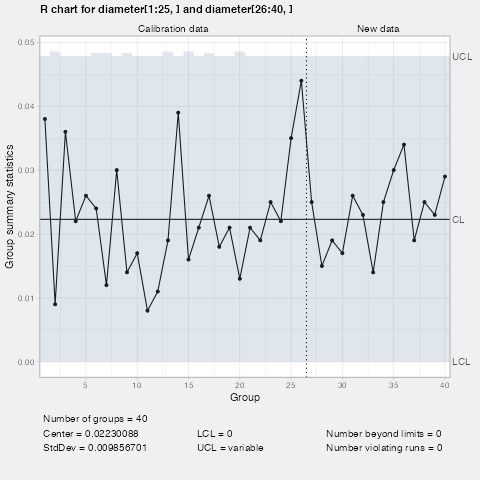 R chart for diameter[1:25, ] and diameter[26:40, ]
Calibration data New data
0.05
UCL
0.04
0.03
CL
0.02
0.01
0.00
LCL
Group summary statistics
5 10 15 20 25 30 35 40
Group
Number of groups = 40
Center = 0.02230088 LCL = 0 Number beyond limits = 0
StdDev = 0.009856701 UCL = variable Number violating runs = 0